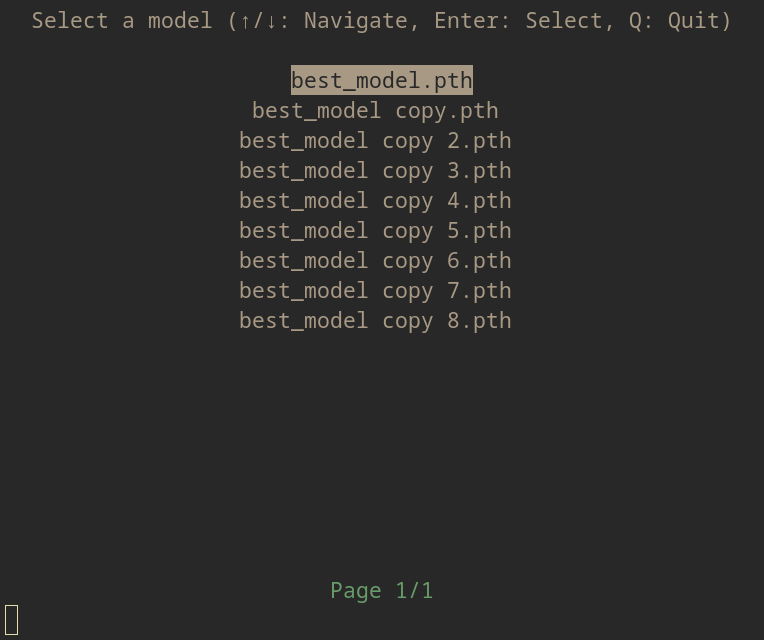 Select a model (↑/↓: Navigate, Enter: Select, Q: Quit)
best_model.pth
best_model copy.pth
best_model copy 2.pth
best_model copy 3.pth
best_model copy 4.pth
best_model copy 5.pth
best_model copy 6.pth
best_model copy 7.pth
best_model copy 8.pth
Page 1/1